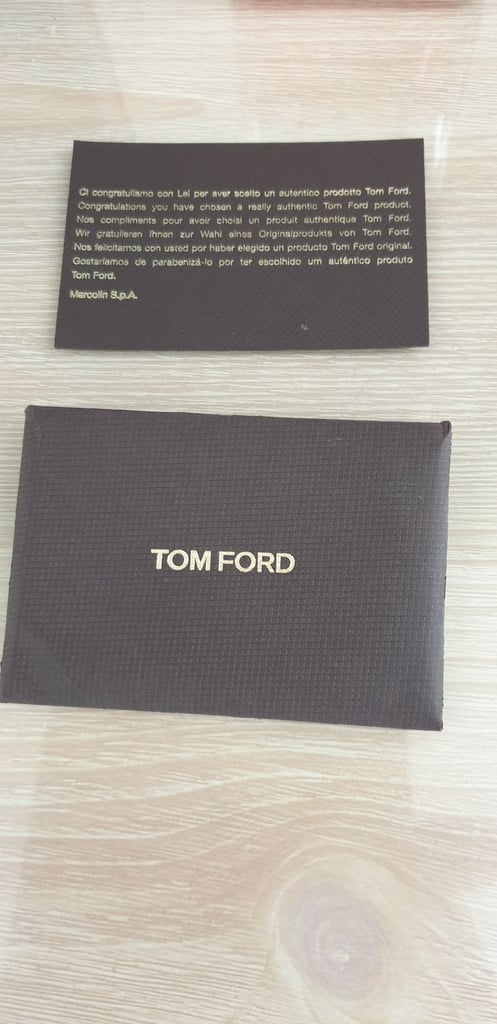 Ci congratuliamo con Lei per aver scelto un autentico prodotto Tom Ford.
Congratulations you have chosen a really authentic Tom Ford product.
Nos compliments pour avoir choisi un produit authentique Tom Ford.
Wir gratulieren Ihnen zur Wahl eines Originalprodukts von Tom Ford.
Nos felicitamos con usted por haber elegido un producto Tom Ford original.
Gostaríamos de parabenizá-lo por ter escolhido um autêntico produto
Tom Ford.
Marcolin S.p.A.
TOM FORD